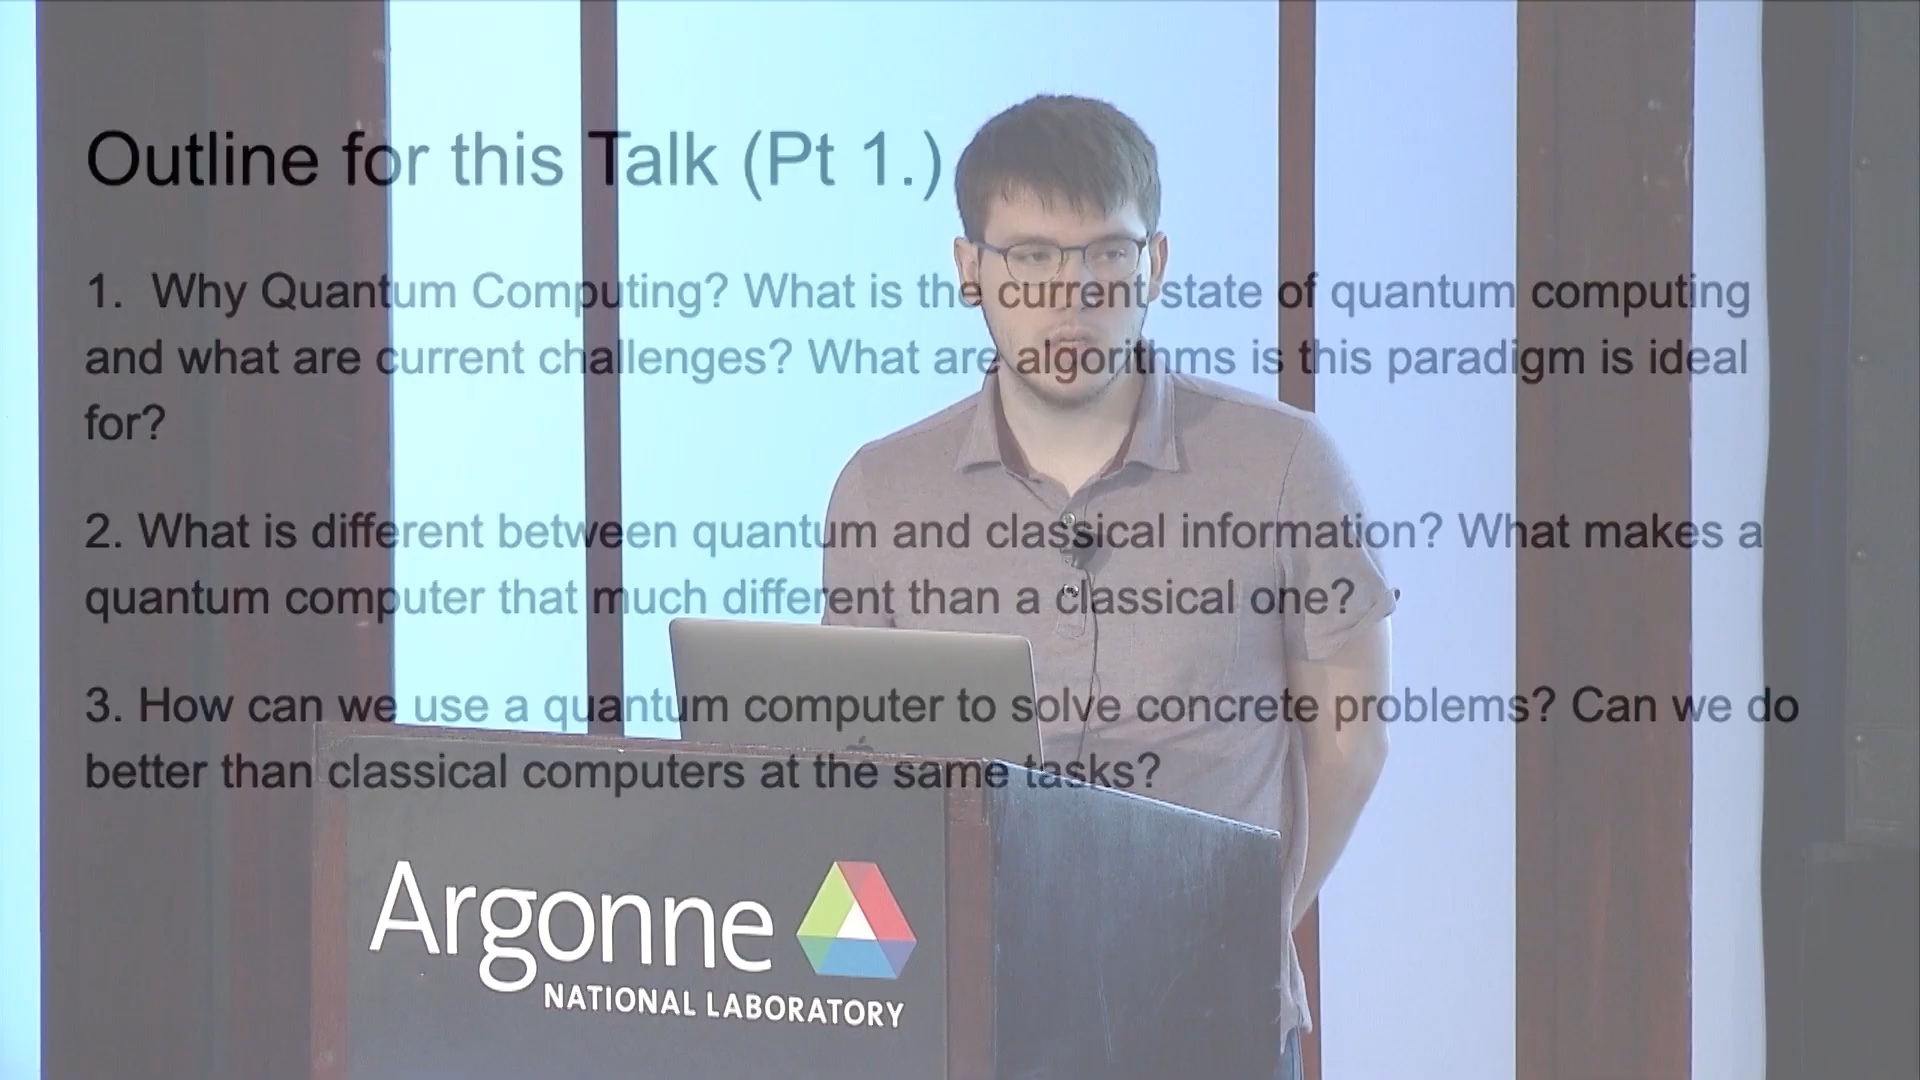 Outline for this Talk (Pt 1.)
1. Why Quantum Computing? What is the current state of quantum computing
and what are current challenges? What are algorithms is this paradigm is ideal
for?
2. What is different between quantum and classical information? What makes a
quantum computer that much different than a classical one?
3. How can we use a quantum computer to solve concrete problems? Can we do
better than classical computers at the same tasks?
Argonne
NATIONAL LABORATORY